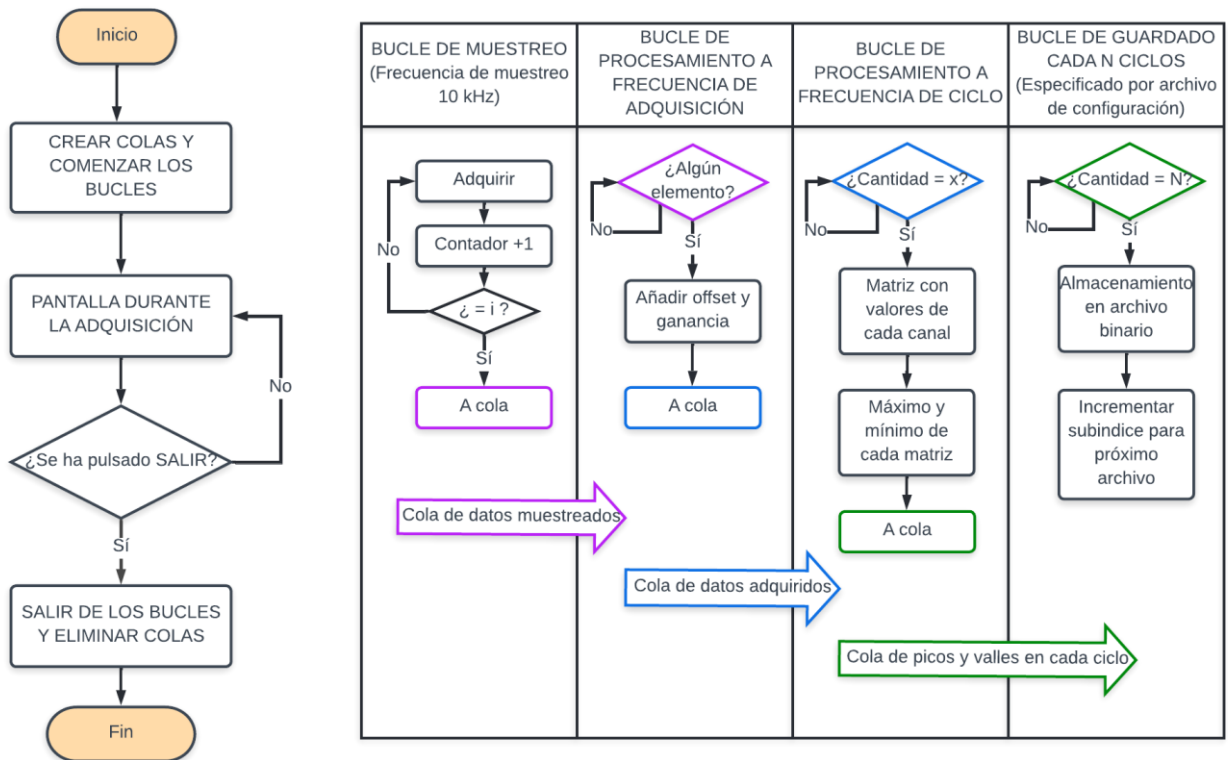 Inicio
CREAR COLAS Y
COMENZAR LOS
BUCLES
PANTALLA DURANTE
LA ADQUISICIÓN
No
¿Se ha pulsado SALIR?
Sí
SALIR DE LOS BUCLES
Y ELIMINAR COLAS
Fin
BUCLE DE MUESTREO
(Frecuencia de muestreo
10 kHz)
Adquirir
No
Contador +1
¿ = i ?
Sí
A cola
Cola de datos muestreados
BUCLE DE
PROCESAMIENTO A
FRECUENCIA DE
ADQUISICIÓN
¿Algún
elemento?
No
Sí
Añadir offset y
ganancia
A cola
Cola de datos adquiridos
BUCLE DE
PROCESAMIENTO A
FRECUENCIA DE CICLO
¿Cantidad = x?
No
Sí
Matriz con
valores de
cada canal
Máximo y
mínimo de
cada matriz
A cola
Cola de picos y valles en cada ciclo
BUCLE DE GUARDADO
CADA N CICLOS
(Especificado por archivo
de configuración)
¿Cantidad = N?
No
Sí
Almacenamiento
en archivo
binario
Incrementar
subindice para
próximo
archivo